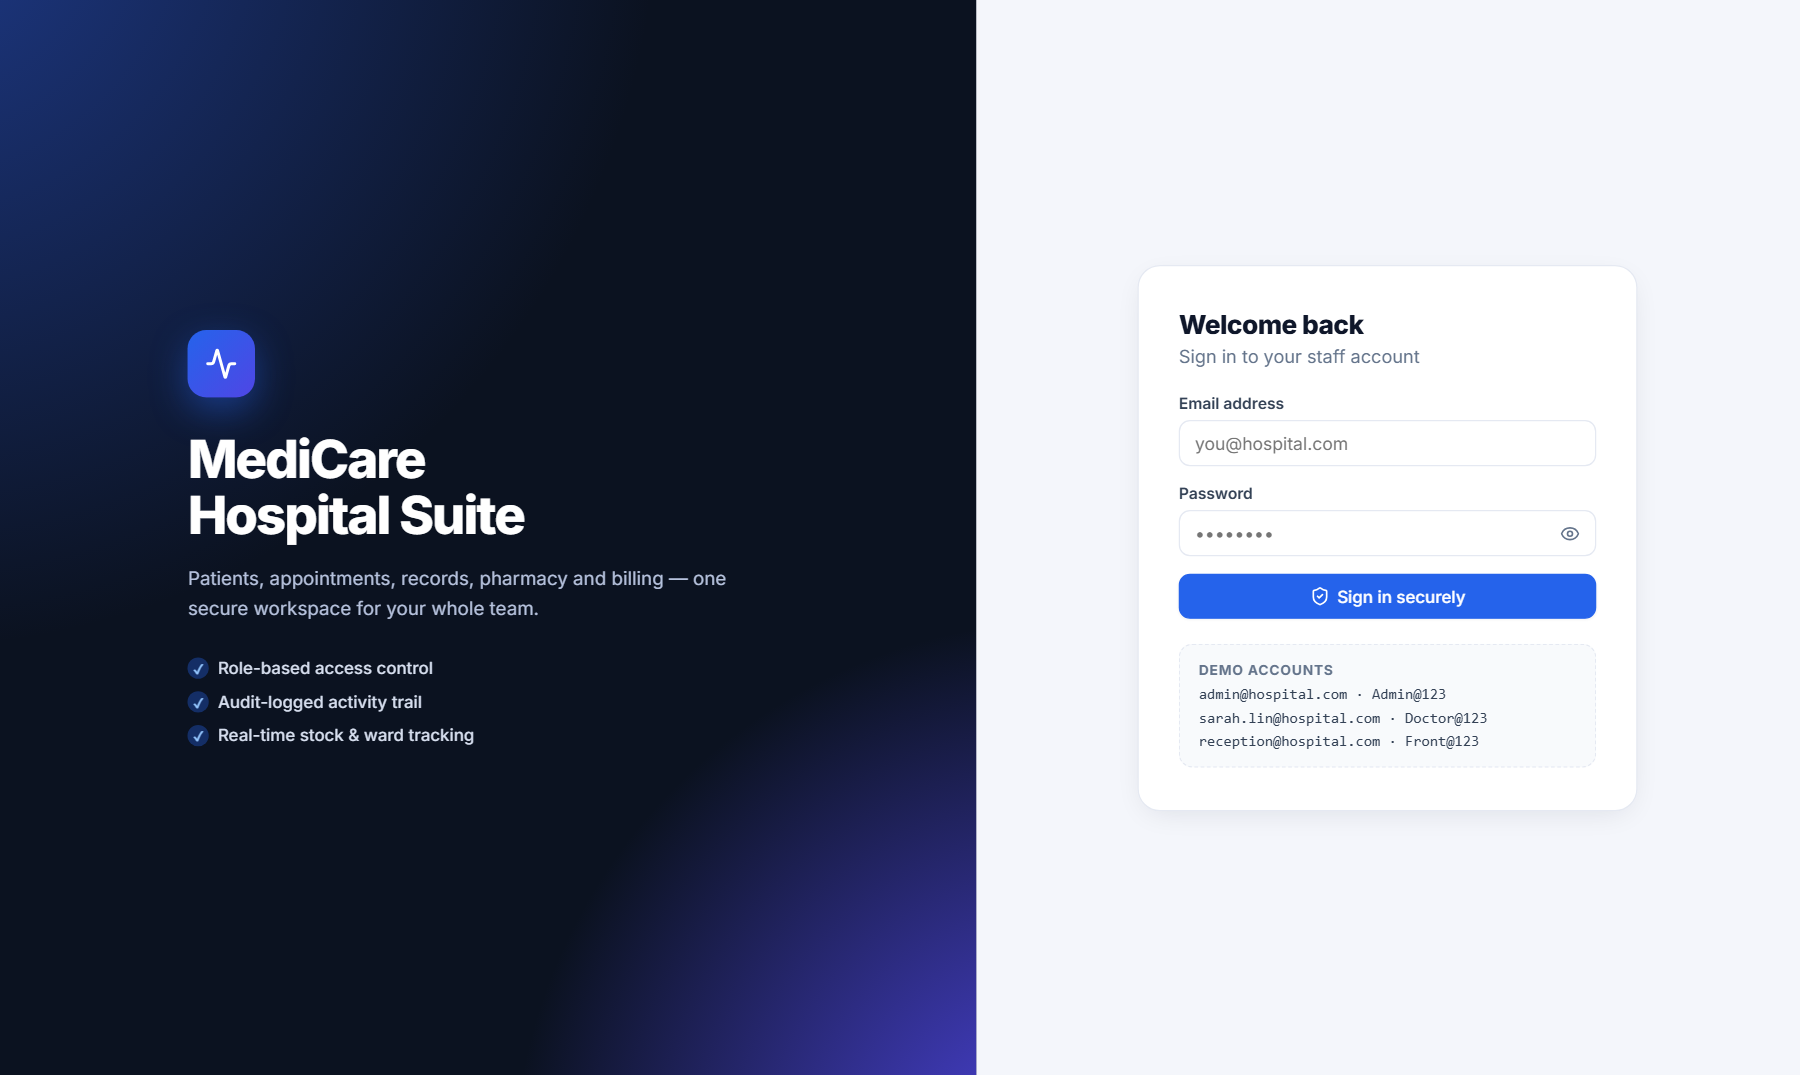 MediCare
Hospital Suite
Patients, appointments, records, pharmacy and billing — one
secure workspace for your whole team.
Role-based access control
Audit-logged activity trail
Real-time stock & ward tracking
Welcome back
Sign in to your staff account
Email address
you@hospital.com
Password
••••••••
Sign in securely
DEMO ACCOUNTS
admin@hospital.com · Admin@123
sarah.lin@hospital.com · Doctor@123
reception@hospital.com · Front@123